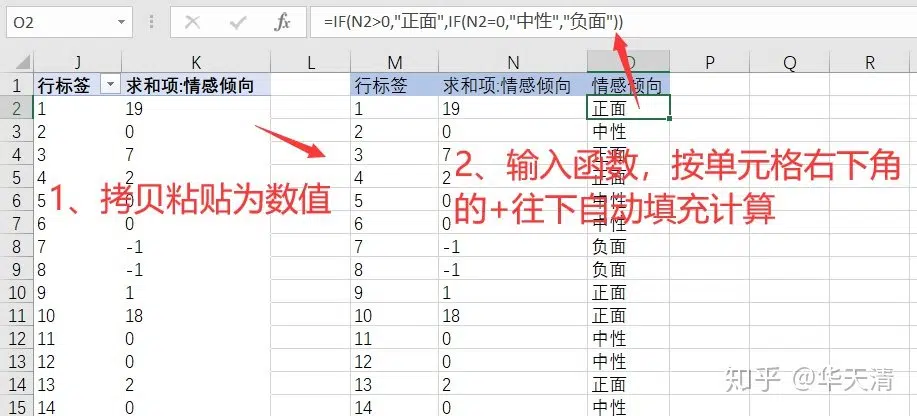 O2 fx =IF(N2>0,"正面",IF(N2=0,"中性","负面"))
J K L M N O P Q R
1 行标签 求和项:情感倾向 行标签 求和项:情感倾向 情感倾向
2 1 19 1 19 正面
3 2 0 2 0 中性
4 3 7 3 7 正面
5 4 2 4 2 正面
6 5 0 5 0 中性
7 6 0 6 0 中性
8 7 -1 7 -1 负面
9 8 -1 8 -1 负面
10 9 1 9 1 正面
11 10 18 10 18 正面
12 11 0 11 0 中性
13 12 0 12 0 中性
14 13 2 13 2 正面
15 14 0 14 0 中性
1、拷贝粘贴为数值
2、输入函数，按单元格右下角
的+往下自动填充计算
知乎 @华天清